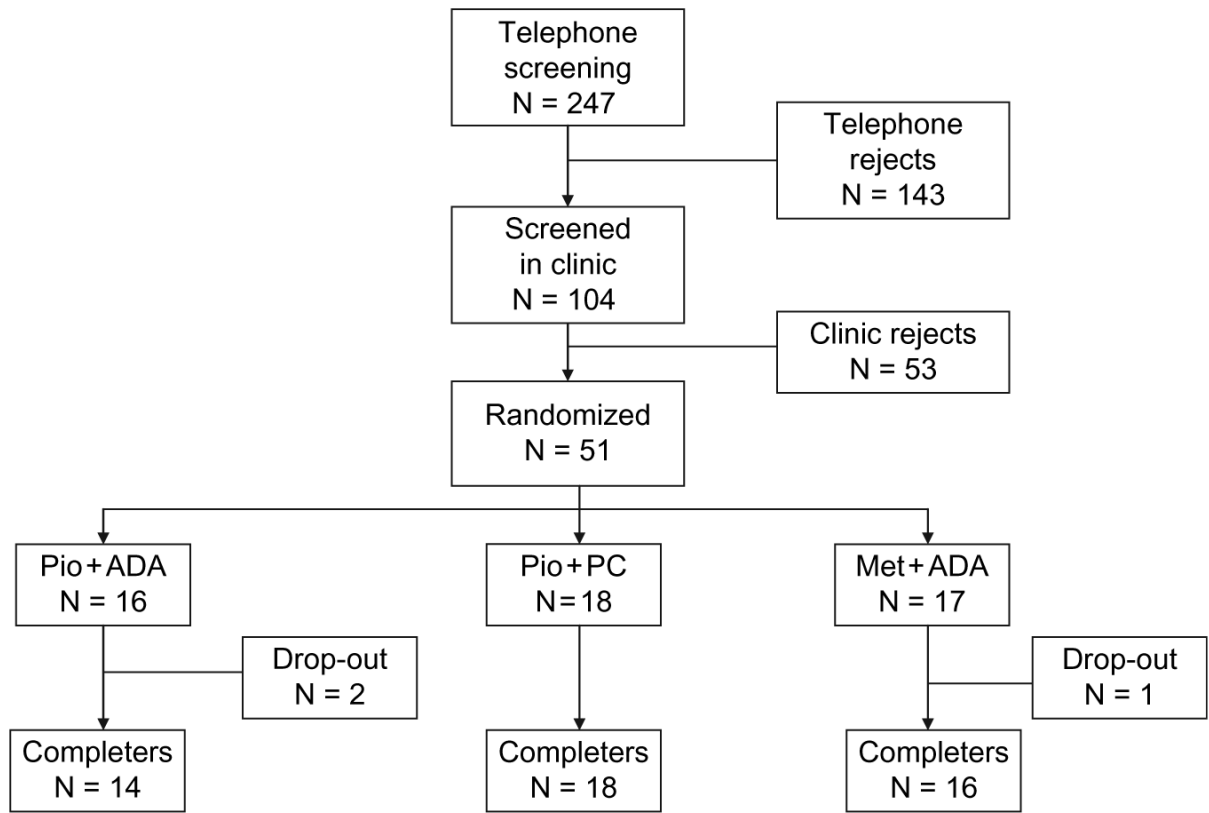 Telephone
screening
N = 247
Telephone
rejects
N = 143
Screened
in clinic
N = 104
Clinic rejects
N = 53
Randomized
N = 51
Pio+ADA
N = 16
Pio+PC
N=18
Met+ADA
N = 17
Drop-out
N = 2
Drop-out
N = 1
Completers
N = 14
Completers
N = 18
Completers
N = 16